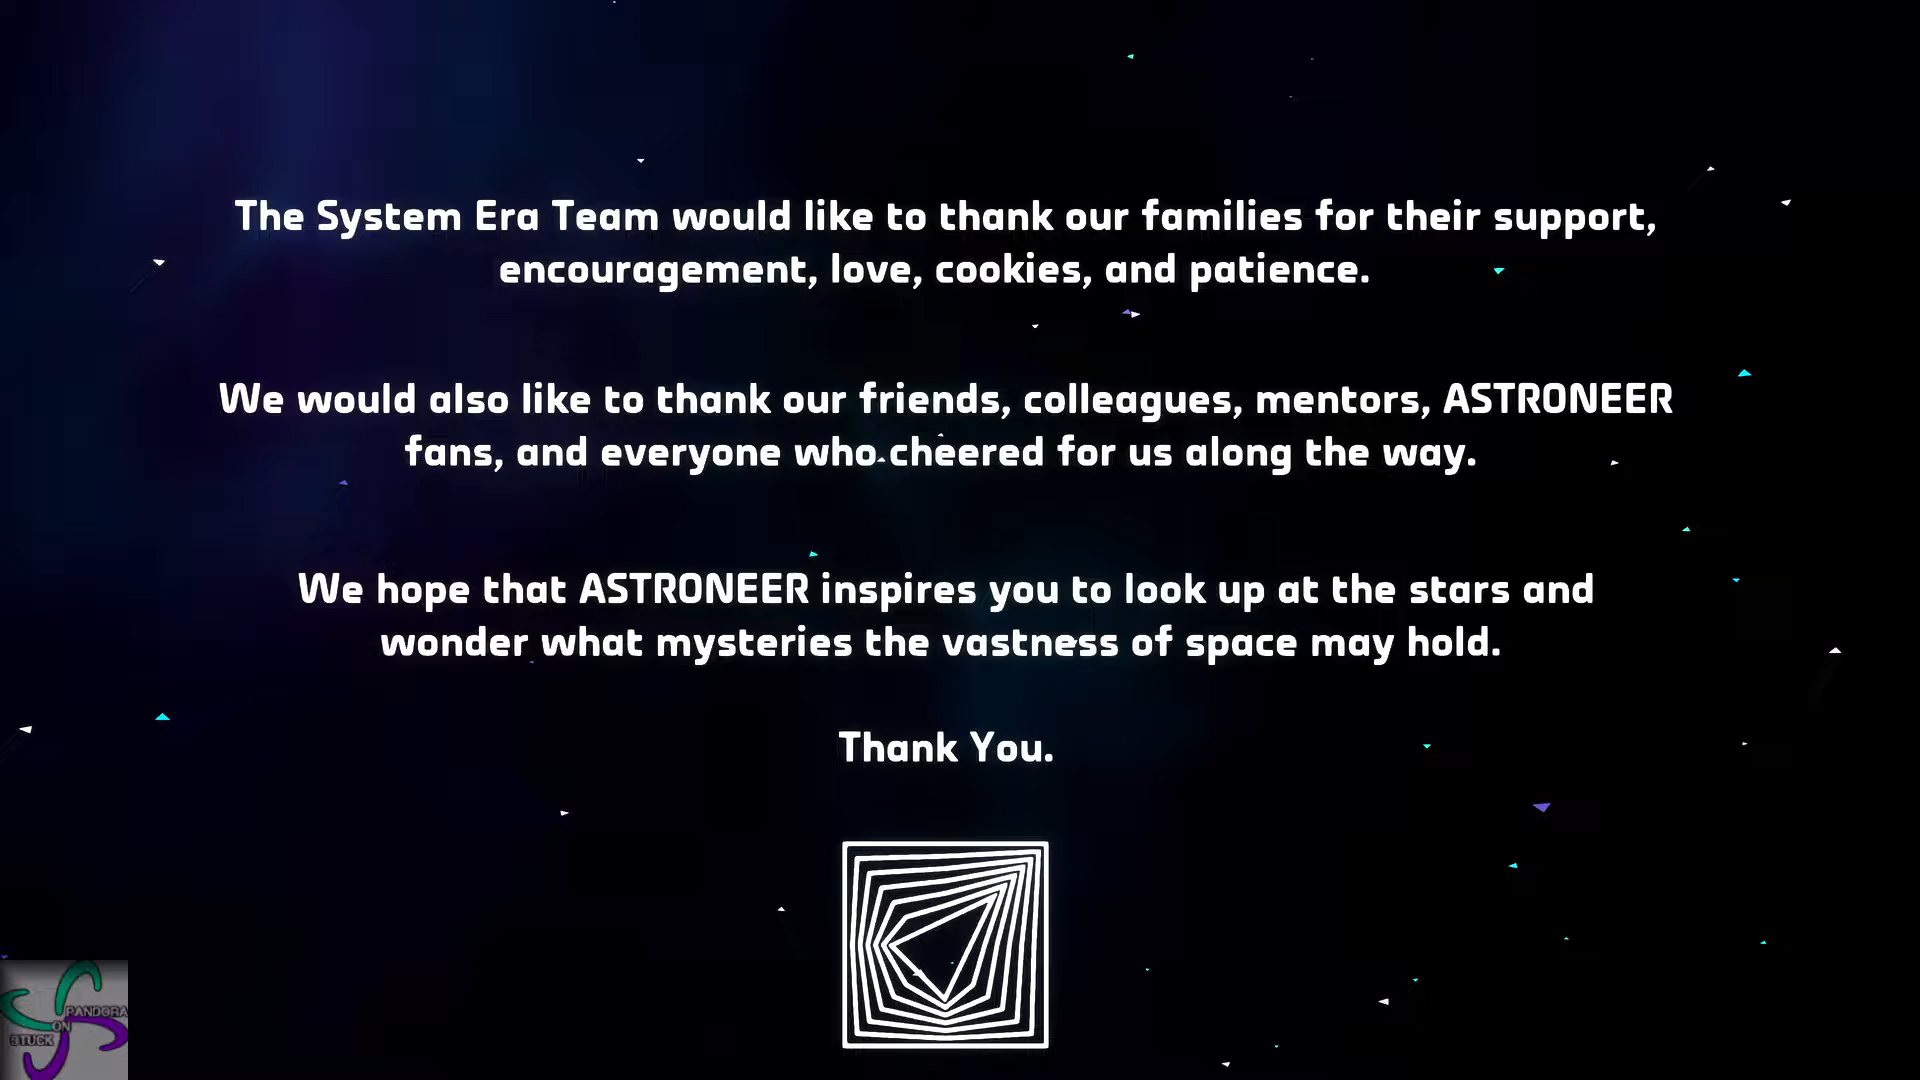 The System Era Team would like to thank our families for their support,
encouragement, love, cookies, and patience.
We would also like to thank our friends, colleagues, mentors, ASTRONEER
fans, and everyone who cheered for us along the way.
We hope that ASTRONEER inspires you to look up at the stars and
wonder what mysteries the vastness of space may hold.
Thank You.
PANDORA
ON
STUCK